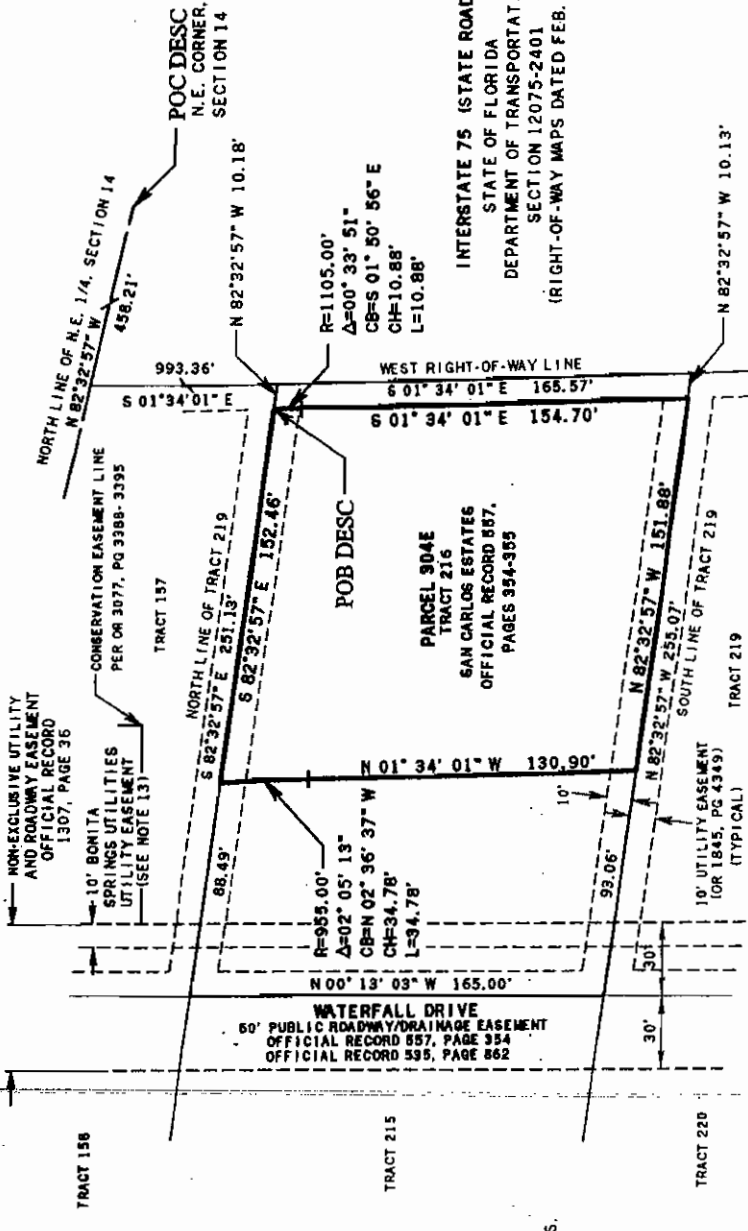 POC DESC
N.E. CORNER,
SECTION 14
NORTH LINE OF N.E. 1/4, SECTION 14
N 82°32'57" W
458.21'
NON-EXCLUSIVE UTILITY
AND ROADWAY EASEMENT
OFFICIAL RECORD
1307, PAGE 36
10' BONITA
SPRINGS UTILITIES
UTILITY EASEMENT
(SEE NOTE 13)
CONSERVATION EASEMENT LINE
PER OR 3077, PG 3388-3395
TRACT 157
993.36'
S 01°34'01" E
N 82°32'57" W 10.18'
R=1105.00'
Δ=00° 33' 51"
CB=S 01° 50' 56" E
CH=10.88'
L=10.88'
INTERSTATE 75 (STATE ROAD
STATE OF FLORIDA
DEPARTMENT OF TRANSPORTAT
SECTION 12075-2401
(RIGHT-OF-WAY MAPS DATED FEB.
NORTH LINE OF TRACT 219
S 82°32'57" E 251.13'
S 82°32'57" E 152.46'
88.49'
POB DESC
WEST RIGHT-OF-WAY LINE
S 01° 34' 01" E 165.57'
S 01° 34' 01" E 154.70'
PARCEL 304E
TRACT 216
SAN CARLOS ESTATES
OFFICIAL RECORD 557,
PAGES 354-355
N 01° 34' 01" W 130.90'
R=955.00'
Δ=02° 05' 13"
CB=N 02° 36' 37" W
CH=34.78'
L=34.78'
N 82°32'57" W 151.88'
N 82°32'57" W 255.07'
SOUTH LINE OF TRACT 219
N 82°32'57" W 10.13'
10'
93.06'
10' UTILITY EASEMENT
(OR 1845, PG 4349)
(TYPICAL)
TRACT 219
N 00° 13' 03" W 165.00'
WATERFALL DRIVE
60' PUBLIC ROADWAY/DRAINAGE EASEMENT
OFFICIAL RECORD 557, PAGE 354
OFFICIAL RECORD 535, PAGE 862
30'
30'
TRACT 158
TRACT 215
TRACT 220
S.